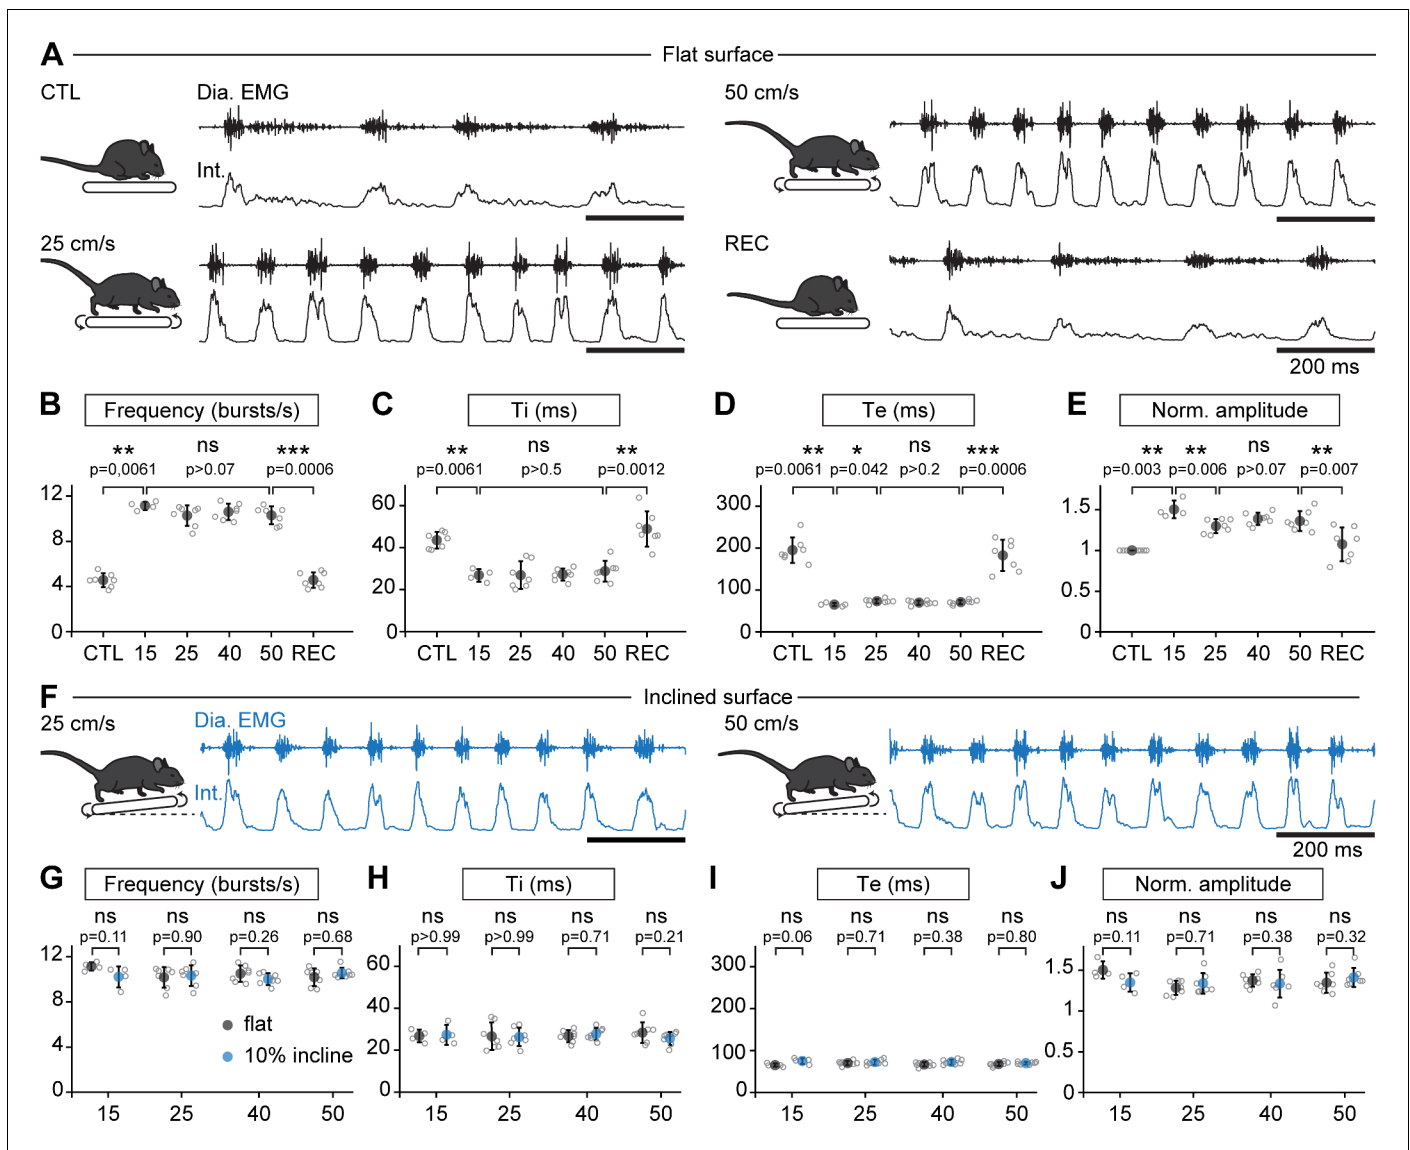 A Flat surface
CTL Dia. EMG 50 cm/s
Int.
25 cm/s REC
200 ms
B Frequency (bursts/s) C Ti (ms) D Te (ms) E Norm. amplitude
** ns *** ** ns ** ** * ns *** ** ** ns **
p=0,0061 p>0.07 p=0.0006 p=0.0061 p>0.5 p=0.0012 p=0.0061 p=0.042 p>0.2 p=0.0006 p=0.003 p=0.006 p>0.07 p=0.007
12 60 300 1.5
8 40 200 1
4 20 100 0.5
0 0 0 0
CTL 15 25 40 50 REC CTL 15 25 40 50 REC CTL 15 25 40 50 REC CTL 15 25 40 50 REC
F Inclined surface
25 cm/s Dia. EMG 50 cm/s
Int.
200 ms
G Frequency (bursts/s) H Ti (ms) I Te (ms) J Norm. amplitude
ns ns ns ns ns ns ns ns ns ns ns ns ns ns ns ns
p=0.11 p=0.90 p=0.26 p=0.68 p>0.99 p>0.99 p=0.71 p=0.21 p=0.06 p=0.71 p=0.38 p=0.80 p=0.11 p=0.71 p=0.38 p=0.32
12 60 300 1.5
8 40 200 1
flat
4 20 100 0.5
10% incline
0 0 0 0
15 25 40 50 15 25 40 50 15 25 40 50 15 25 40 50